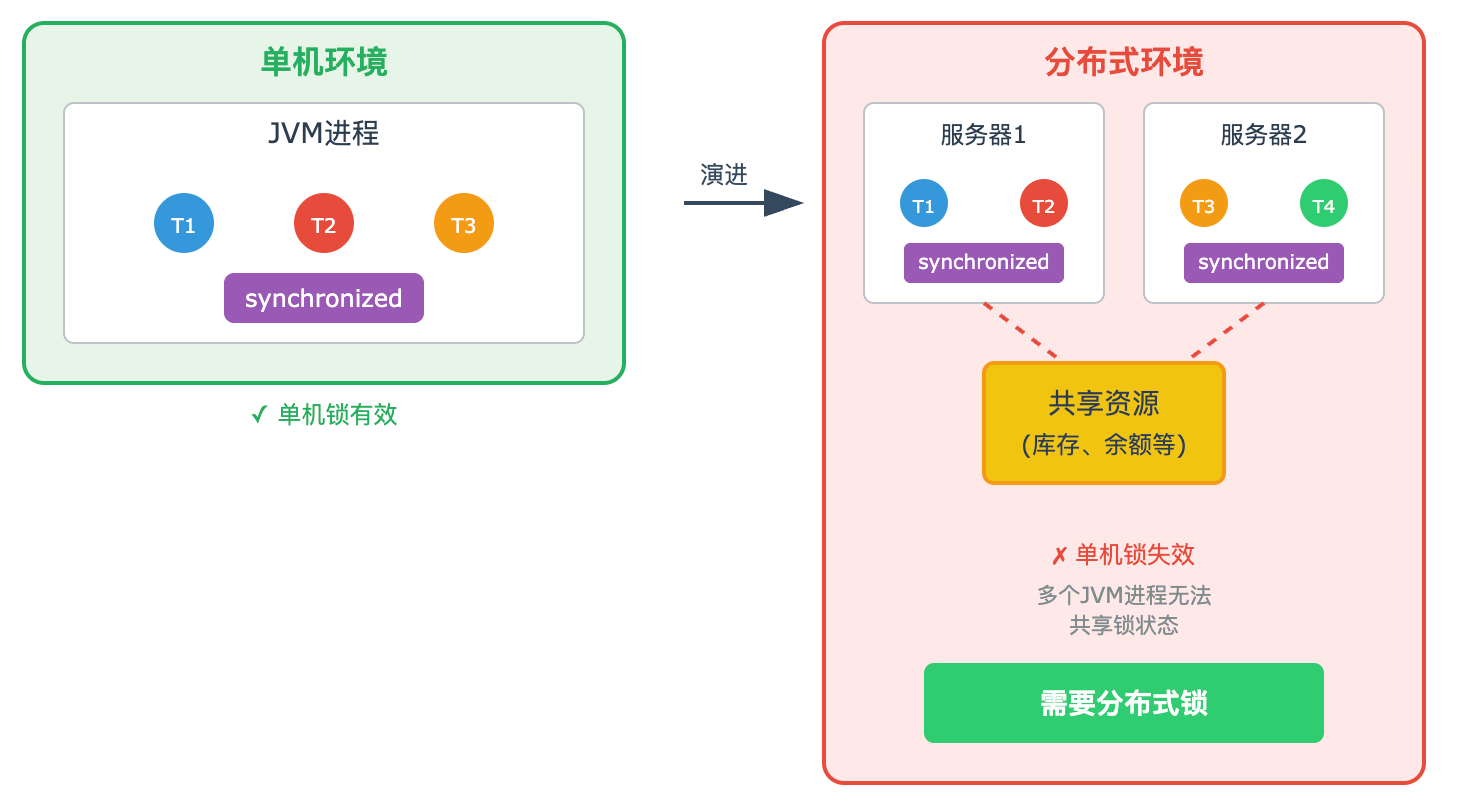 单机环境
JVM进程
T1
T2
T3
synchronized
✓ 单机锁有效
演进
分布式环境
服务器1
T1
T2
synchronized
服务器2
T3
T4
synchronized
共享资源
(库存、余额等)
✗ 单机锁失效
多个JVM进程无法
共享锁状态
需要分布式锁